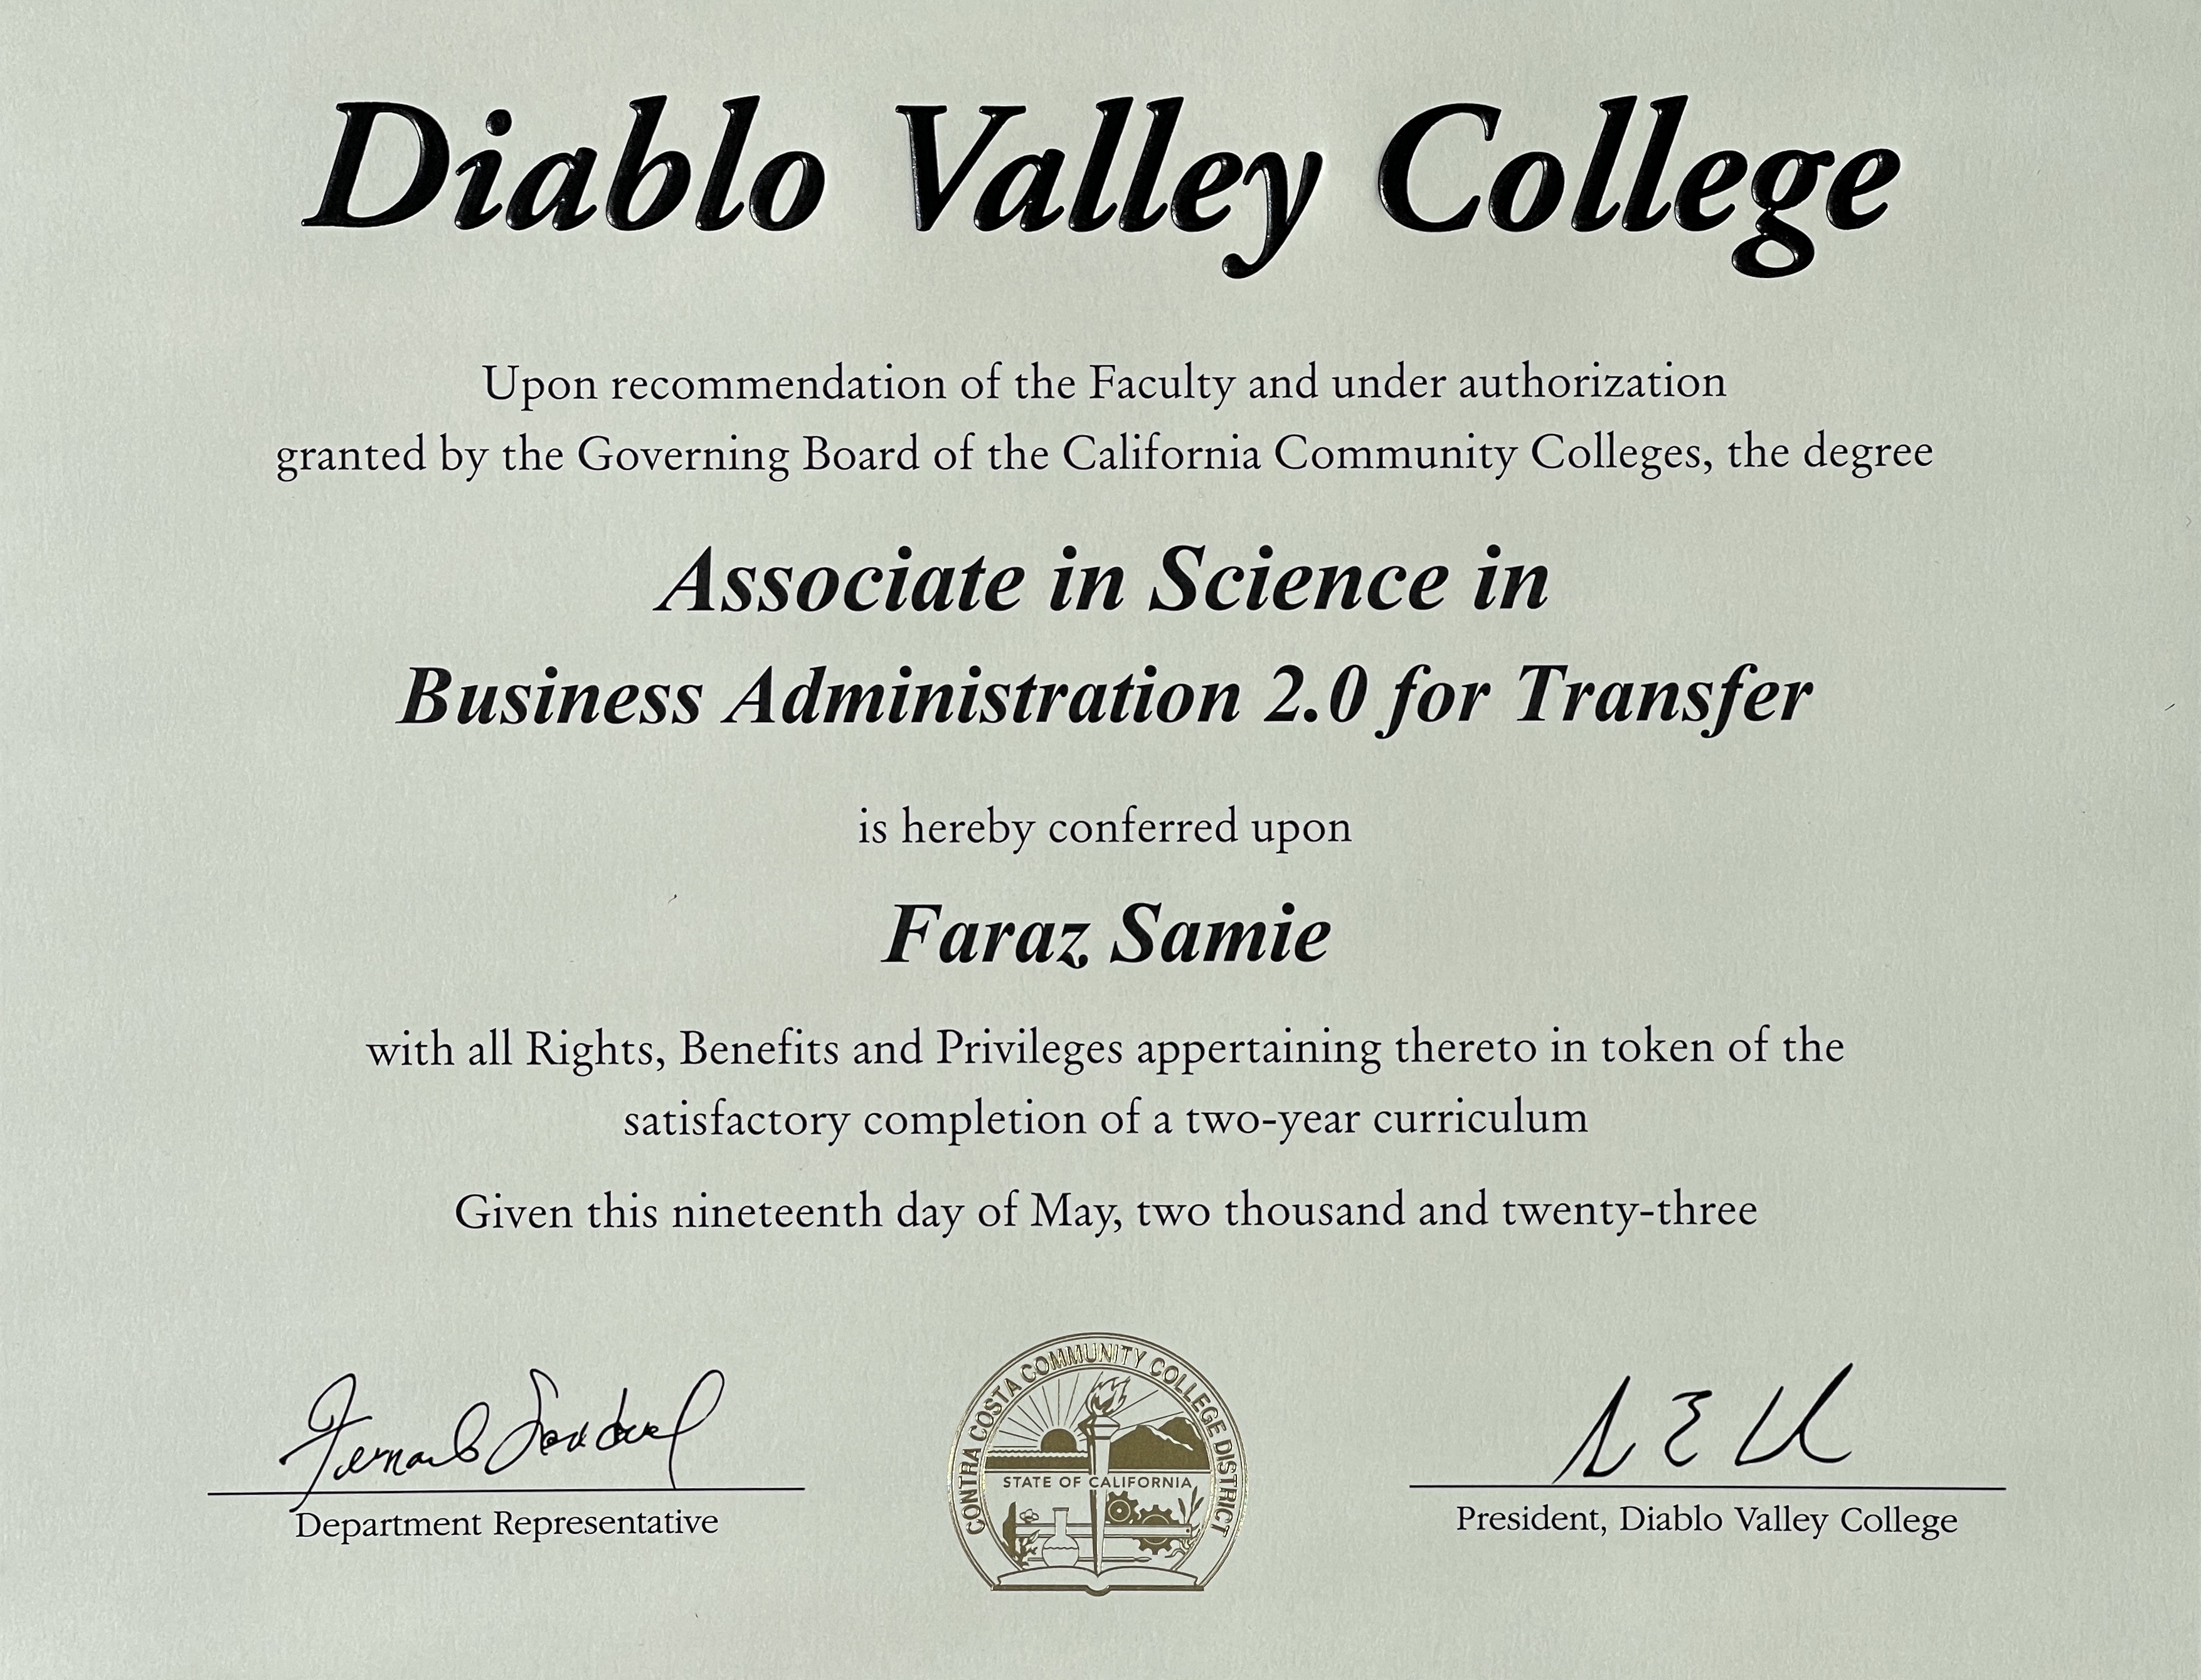 Diablo Valley College
Upon recommendation of the Faculty and under authorization
granted by the Governing Board of the California Community Colleges, the degree
Associate in Science in
Business Administration 2.0 for Transfer
is hereby conferred upon
Faraz Samie
with all Rights, Benefits and Privileges appertaining thereto in token of the
satisfactory completion of a two-year curriculum
Given this nineteenth day of May, two thousand and twenty-three
CONTRA COSTA COMMUNITY COLLEGE DISTRICT
STATE OF CALIFORNIA
Department Representative
President, Diablo Valley College